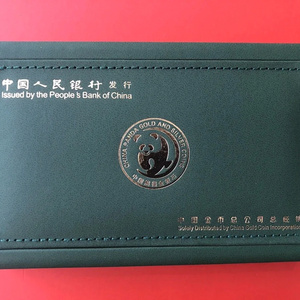 中国人民银行 发行
Issued by the People's Bank of China
CHINA PANDA GOLD AND SILVER COINS
中国金币总公司总经销
Solely Distributed by China Gold Coin Incorporation